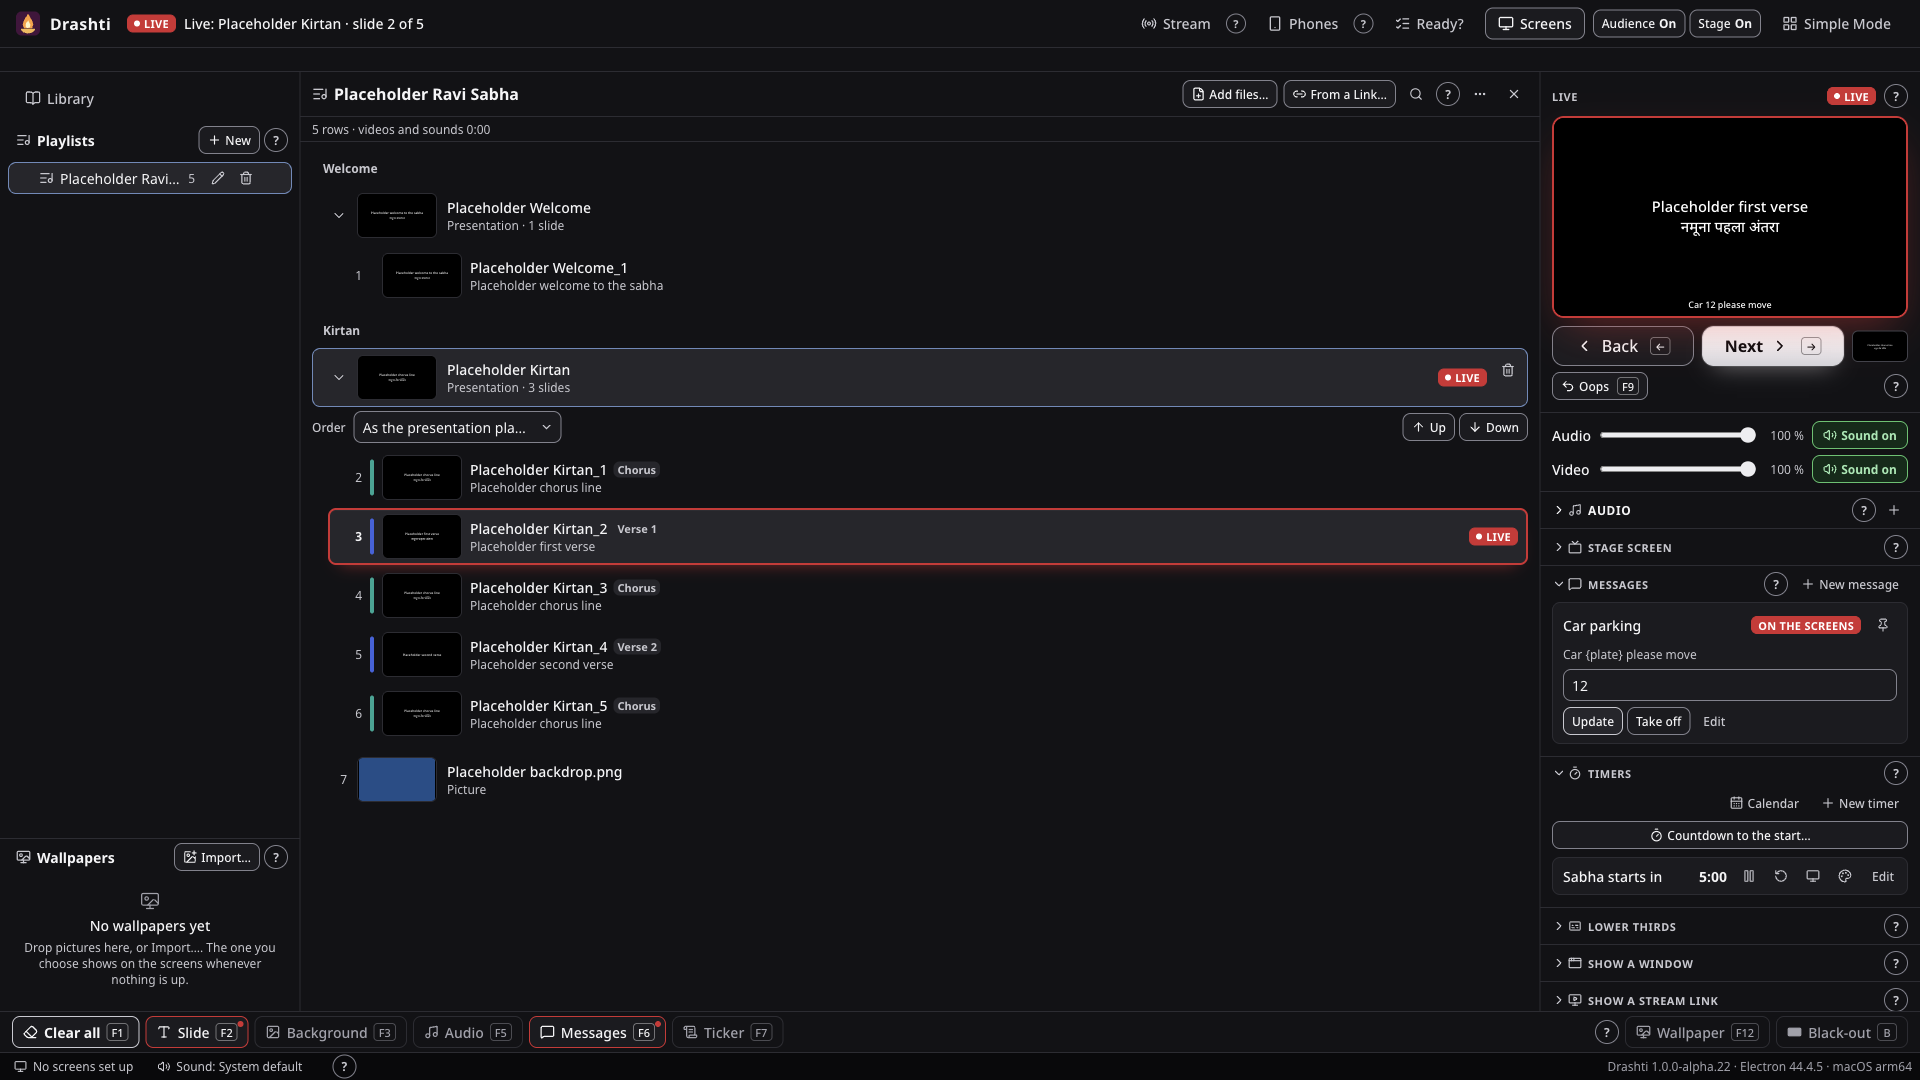 Drashti
LIVE
Live: Placeholder Kirtan · slide 2 of 5
Stream
?
Phones
?
Ready?
Screens
Audience On
Stage On
Simple Mode
Library
Playlists
New
?
Placeholder Ravi...
5
Placeholder Ravi Sabha
Add files...
From a Link...
?
5 rows · videos and sounds 0:00
Welcome
Placeholder Welcome
Presentation · 1 slide
1
Placeholder Welcome_1
Placeholder welcome to the sabha
Kirtan
Placeholder Kirtan
Presentation · 3 slides
LIVE
Order
As the presentation pla...
Up
Down
2
Placeholder Kirtan_1
Chorus
Placeholder chorus line
3
Placeholder Kirtan_2
Verse 1
Placeholder first verse
LIVE
4
Placeholder Kirtan_3
Chorus
Placeholder chorus line
5
Placeholder Kirtan_4
Verse 2
Placeholder second verse
6
Placeholder Kirtan_5
Chorus
Placeholder chorus line
7
Placeholder backdrop.png
Picture
Wallpapers
Import...
?
No wallpapers yet
Drop pictures here, or Import.... The one you
choose shows on the screens whenever
nothing is up.
LIVE
LIVE
?
Placeholder first verse
नमूना पहला अंतरा
Car 12 please move
Back
Next
Oops F9
?
Audio
100 %
Sound on
Video
100 %
Sound on
AUDIO
?
STAGE SCREEN
?
MESSAGES
?
New message
Car parking
ON THE SCREENS
Car {plate} please move
12
Update
Take off
Edit
TIMERS
?
Calendar
New timer
Countdown to the start...
Sabha starts in
5:00
Edit
LOWER THIRDS
?
SHOW A WINDOW
?
SHOW A STREAM LINK
?
Clear all F1
Slide F2
Background F3
Audio F5
Messages F6
Ticker F7
?
Wallpaper F12
Black-out B
No screens set up
Sound: System default
?
Drashti 1.0.0-alpha.22 · Electron 44.4.5 · macOS arm64